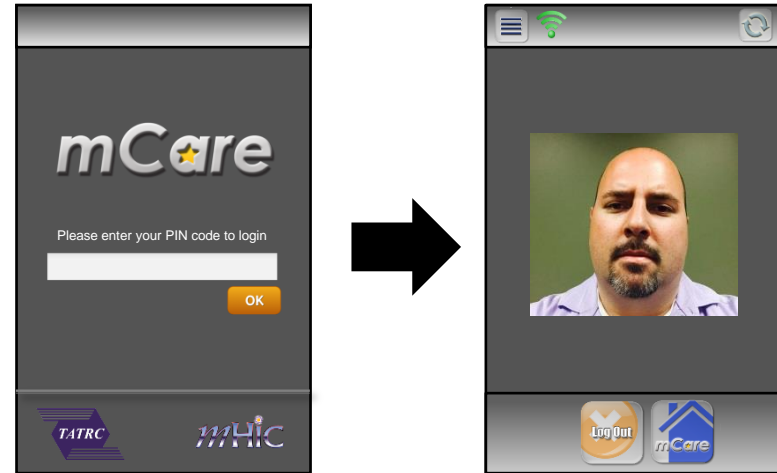 mCare
Please enter your PIN code to login
OK
TATRC
mHiC
Log Out
mCare